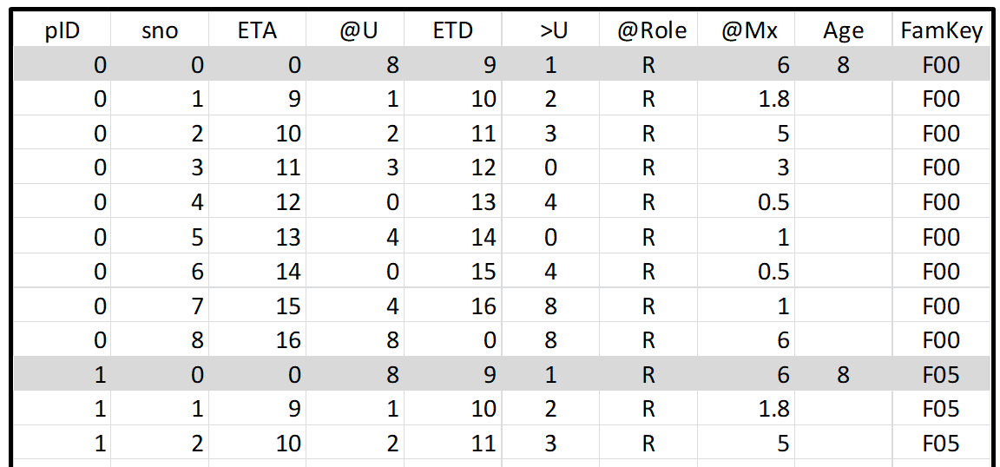 pID sno ETA @U ETD >U @Role @Mx Age FamKey
0 0 0 8 9 1 R 6 8 F00
0 1 9 1 10 2 R 1.8 F00
0 2 10 2 11 3 R 5 F00
0 3 11 3 12 0 R 3 F00
0 4 12 0 13 4 R 0.5 F00
0 5 13 4 14 0 R 1 F00
0 6 14 0 15 4 R 0.5 F00
0 7 15 4 16 8 R 1 F00
0 8 16 8 0 8 R 6 F00
1 0 0 8 9 1 R 6 8 F05
1 1 9 1 10 2 R 1.8 F05
1 2 10 2 11 3 R 5 F05